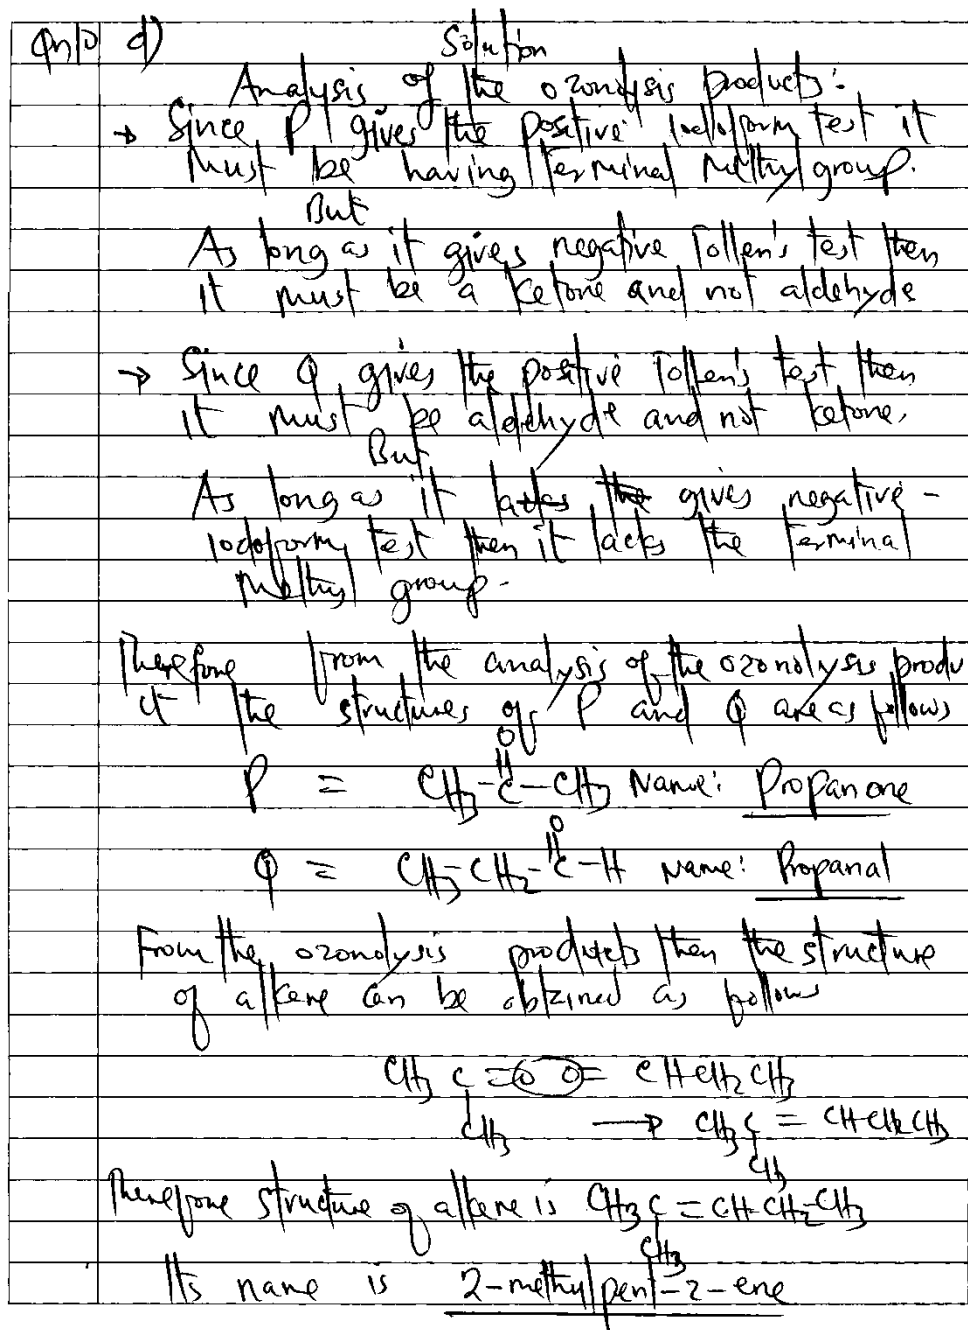 Qn10 d) Solution
Analysis of the ozonolysis products:
→ Since P gives the positive Iodoform test it
must be having terminal methyl group.
But
As long as it gives negative Tollen's test then
it must be a ketone and not aldehyde
→ Since Q gives the positive Tollen's test then
it must be aldehyde and not ketone.
But
As long as it lacks the gives negative -
Iodoform test then it lacks the terminal
methyl group.
Therefore from the analysis of the ozonolysis produ
ct the structures of P and Q are as follows
O
P = CH3-C-CH3 Name: Propanone
O
Q = CH3-CH2-C-H Name: Propanal
From the ozonolysis products then the structure
of alkene can be obtained as follows
CH3 C = O O = CHCH2CH3
CH3 → CH3C = CHCH2CH3
CH3
Therefore structure of alkene is CH3C = CH-CH2-CH3
CH3
Its name is 2-methylpent-2-ene